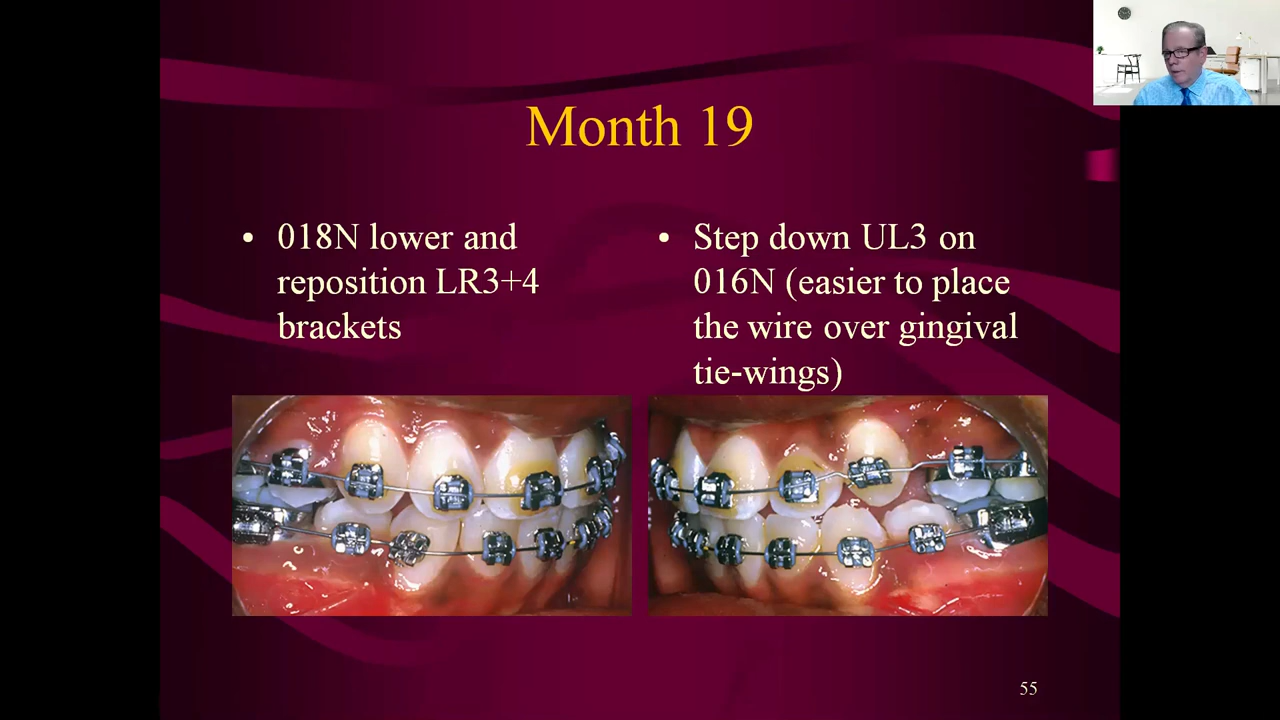 Month 19
• 018N lower and
reposition LR3+4
brackets
• Step down UL3 on
016N (easier to place
the wire over gingival
tie-wings)
55